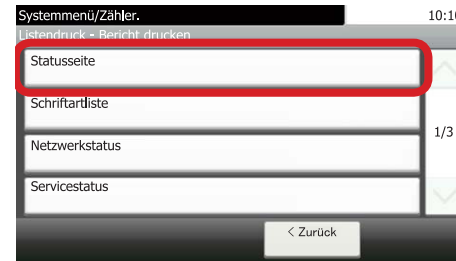 Systemmenü/Zähler.
10:10
Listendruck - Bericht drucken
Statusseite
Schriftartliste
1/3
Netzwerkstatus
Servicestatus
< Zurück